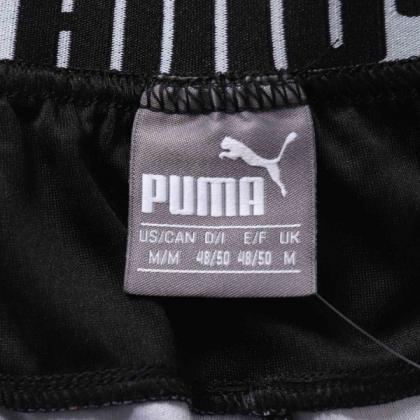 PUMA
US/CAN D/I E/F UK
M/M 48/50 48/50 M